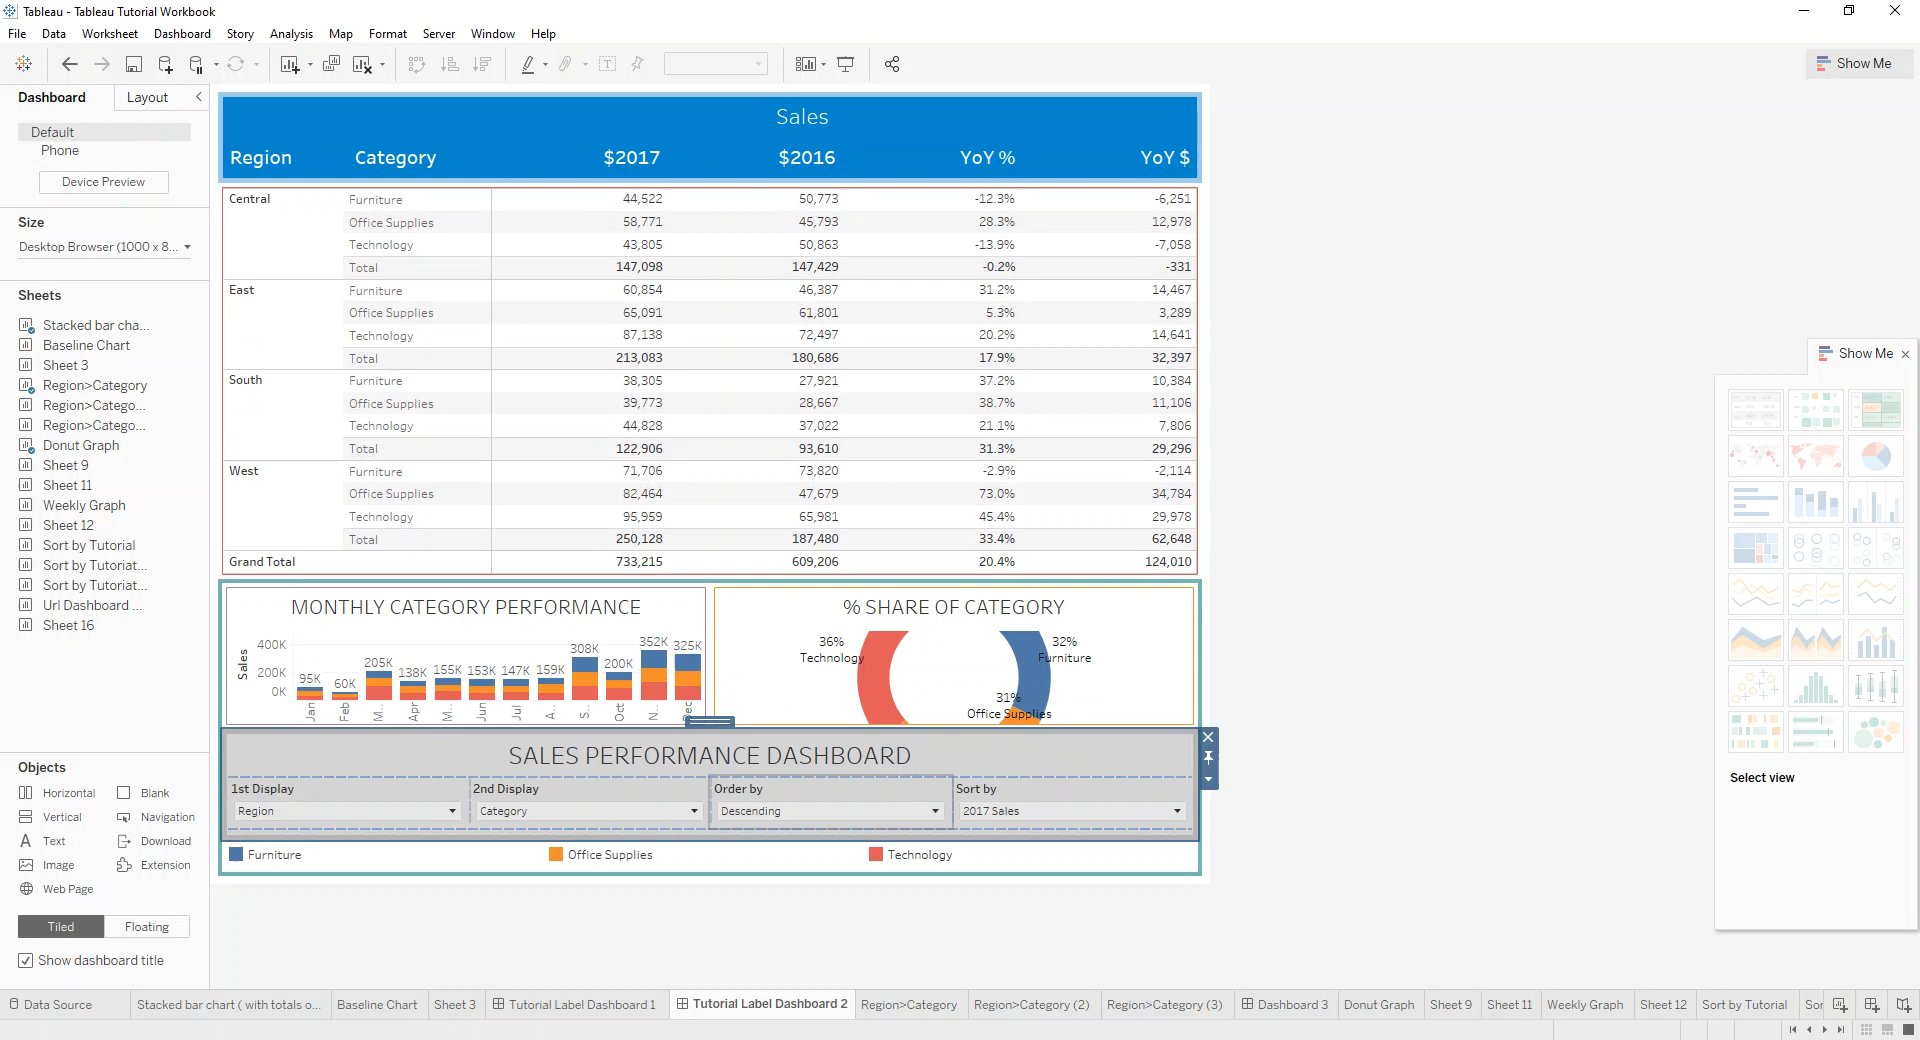 Tableau - Tableau Tutorial Workbook
File Data Worksheet Dashboard Story Analysis Map Format Server Window Help
Show Me
Dashboard Layout
Default
Phone
Device Preview
Size
Desktop Browser (1000 x 8...
Sheets
Stacked bar cha...
Baseline Chart
Sheet 3
Region>Category
Region>Catego...
Region>Catego...
Donut Graph
Sheet 9
Sheet 11
Weekly Graph
Sheet 12
Sort by Tutorial
Sort by Tutoriat...
Sort by Tutoriat...
Url Dashboard ...
Sheet 16
Objects
Horizontal Blank
Vertical Navigation
Text Download
Image Extension
Web Page
Tiled Floating
Show dashboard title
Sales
Region Category $2017 $2016 YoY % YoY $
Central Furniture 44,522 50,773 -12.3% -6,251
Office Supplies 58,771 45,793 28.3% 12,978
Technology 43,805 50,863 -13.9% -7,058
Total 147,098 147,429 -0.2% -331
East Furniture 60,854 46,387 31.2% 14,467
Office Supplies 65,091 61,801 5.3% 3,289
Technology 87,138 72,497 20.2% 14,641
Total 213,083 180,686 17.9% 32,397
South Furniture 38,305 27,921 37.2% 10,384
Office Supplies 39,773 28,667 38.7% 11,106
Technology 44,828 37,022 21.1% 7,806
Total 122,906 93,610 31.3% 29,296
West Furniture 71,706 73,820 -2.9% -2,114
Office Supplies 82,464 47,679 73.0% 34,784
Technology 95,959 65,981 45.4% 29,978
Total 250,128 187,480 33.4% 62,648
Grand Total 733,215 609,206 20.4% 124,010
MONTHLY CATEGORY PERFORMANCE
Sales
400K
200K
0K
95K 60K 205K 138K 155K 153K 147K 159K 308K 200K 352K 325K
Jan Feb M.. Apr M.. Jun Jul A.. S.. Oct N.. Dec
% SHARE OF CATEGORY
36%
Technology
32%
Furniture
31%
Office Supplies
SALES PERFORMANCE DASHBOARD
1st Display 2nd Display Order by Sort by
Region Category Descending 2017 Sales
Furniture Office Supplies Technology
Show Me
Select view
Data Source Stacked bar chart ( with totals o... Baseline Chart Sheet 3 Tutorial Label Dashboard 1 Tutorial Label Dashboard 2 Region>Category Region>Category (2) Region>Category (3) Dashboard 3 Donut Graph Sheet 9 Sheet 11 Weekly Graph Sheet 12 Sort by Tutorial Sor